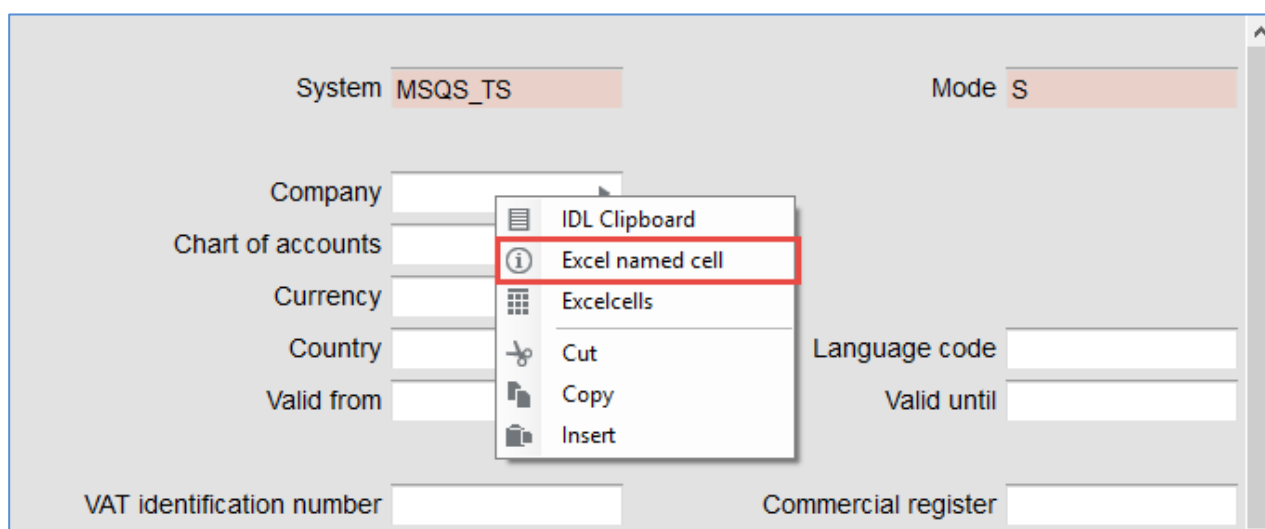 System MSQS_TS Mode S
Company
IDL Clipboard
Chart of accounts
Excel named cell
Currency
Excelcells
Country
Cut
Language code
Valid from
Copy
Valid until
Insert
VAT identification number
Commercial register